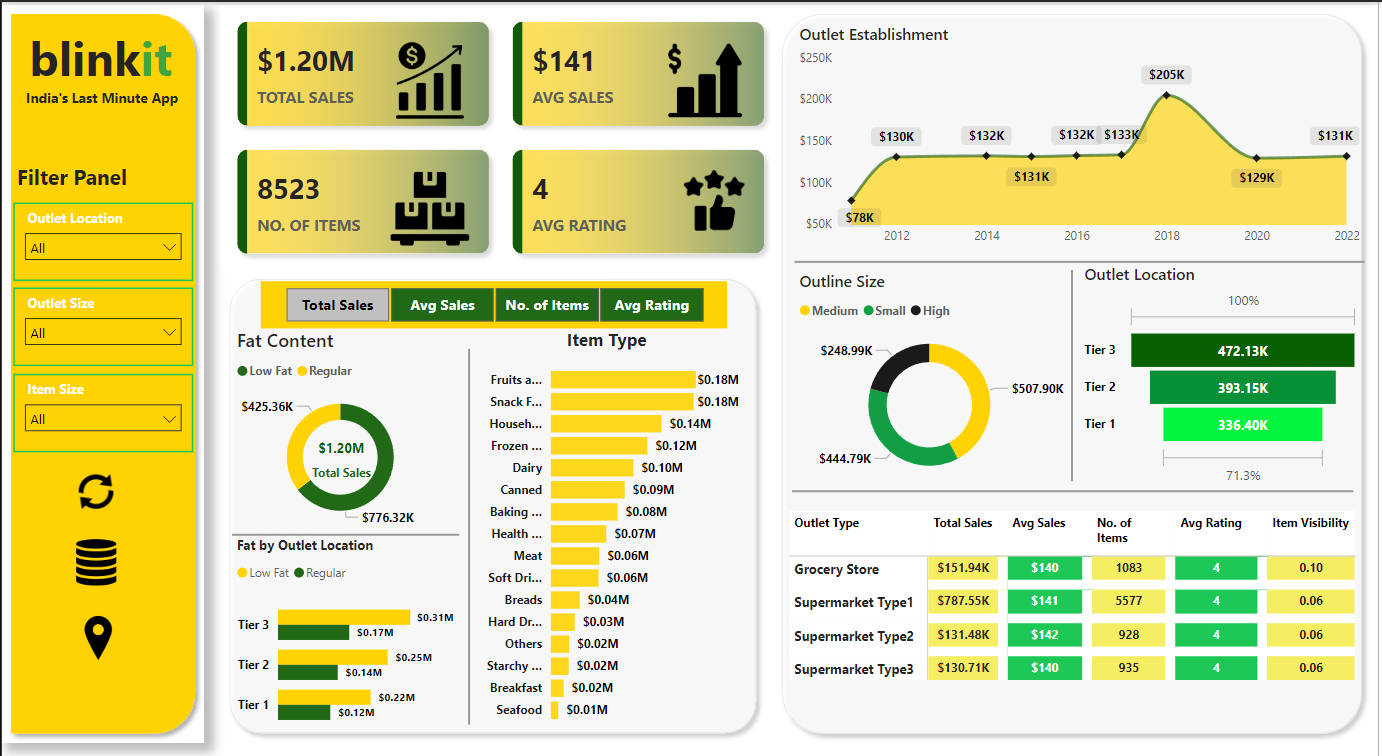 blinkit
India's Last Minute App
Filter Panel
Outlet Location
All
Outlet Size
All
Item Size
All
$1.20M
TOTAL SALES
$141
AVG SALES
8523
NO. OF ITEMS
4
AVG RATING
Total Sales
Avg Sales
No. of Items
Avg Rating
Fat Content
Low Fat Regular
$425.36K
$1.20M
Total Sales
$776.32K
Fat by Outlet Location
Low Fat Regular
Tier 3 $0.31M
$0.17M
Tier 2 $0.25M
$0.14M
Tier 1 $0.22M
$0.12M
Item Type
Fruits a... $0.18M
Snack F... $0.18M
Househ... $0.14M
Frozen ... $0.12M
Dairy $0.10M
Canned $0.09M
Baking ... $0.08M
Health ... $0.07M
Meat $0.06M
Soft Dri... $0.06M
Breads $0.04M
Hard Dr... $0.03M
Others $0.02M
Starchy ... $0.02M
Breakfast $0.02M
Seafood $0.01M
Outlet Establishment
$250K
$200K
$150K
$100K
$50K
$78K
$130K
$132K
$131K
$132K
$133K
$205K
$129K
$131K
2012 2014 2016 2018 2020 2022
Outline Size
Medium Small High
$248.99K
$507.90K
$444.79K
Outlet Location
100%
Tier 3 472.13K
Tier 2 393.15K
Tier 1 336.40K
71.3%
Outlet Type Total Sales Avg Sales No. of Items Avg Rating Item Visibility
Grocery Store $151.94K $140 1083 4 0.10
Supermarket Type1 $787.55K $141 5577 4 0.06
Supermarket Type2 $131.48K $142 928 4 0.06
Supermarket Type3 $130.71K $140 935 4 0.06